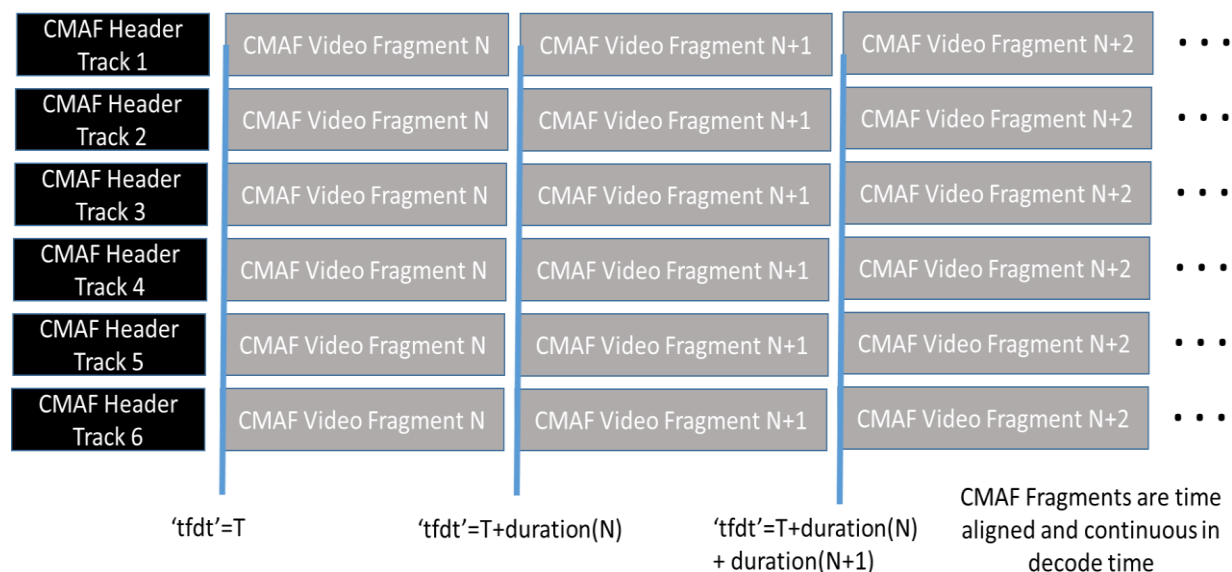 CMAF Header
Track 1
CMAF Video Fragment N
CMAF Video Fragment N+1
CMAF Video Fragment N+2
. . .
CMAF Header
Track 2
CMAF Video Fragment N
CMAF Video Fragment N+1
CMAF Video Fragment N+2
. . .
CMAF Header
Track 3
CMAF Video Fragment N
CMAF Video Fragment N+1
CMAF Video Fragment N+2
. . .
CMAF Header
Track 4
CMAF Video Fragment N
CMAF Video Fragment N+1
CMAF Video Fragment N+2
. . .
CMAF Header
Track 5
CMAF Video Fragment N
CMAF Video Fragment N+1
CMAF Video Fragment N+2
. . .
CMAF Header
Track 6
CMAF Video Fragment N
CMAF Video Fragment N+1
CMAF Video Fragment N+2
. . .
‘tfdt’=T
‘tfdt’=T+duration(N)
‘tfdt’=T+duration(N)
+ duration(N+1)
CMAF Fragments are time
aligned and continuous in
decode time